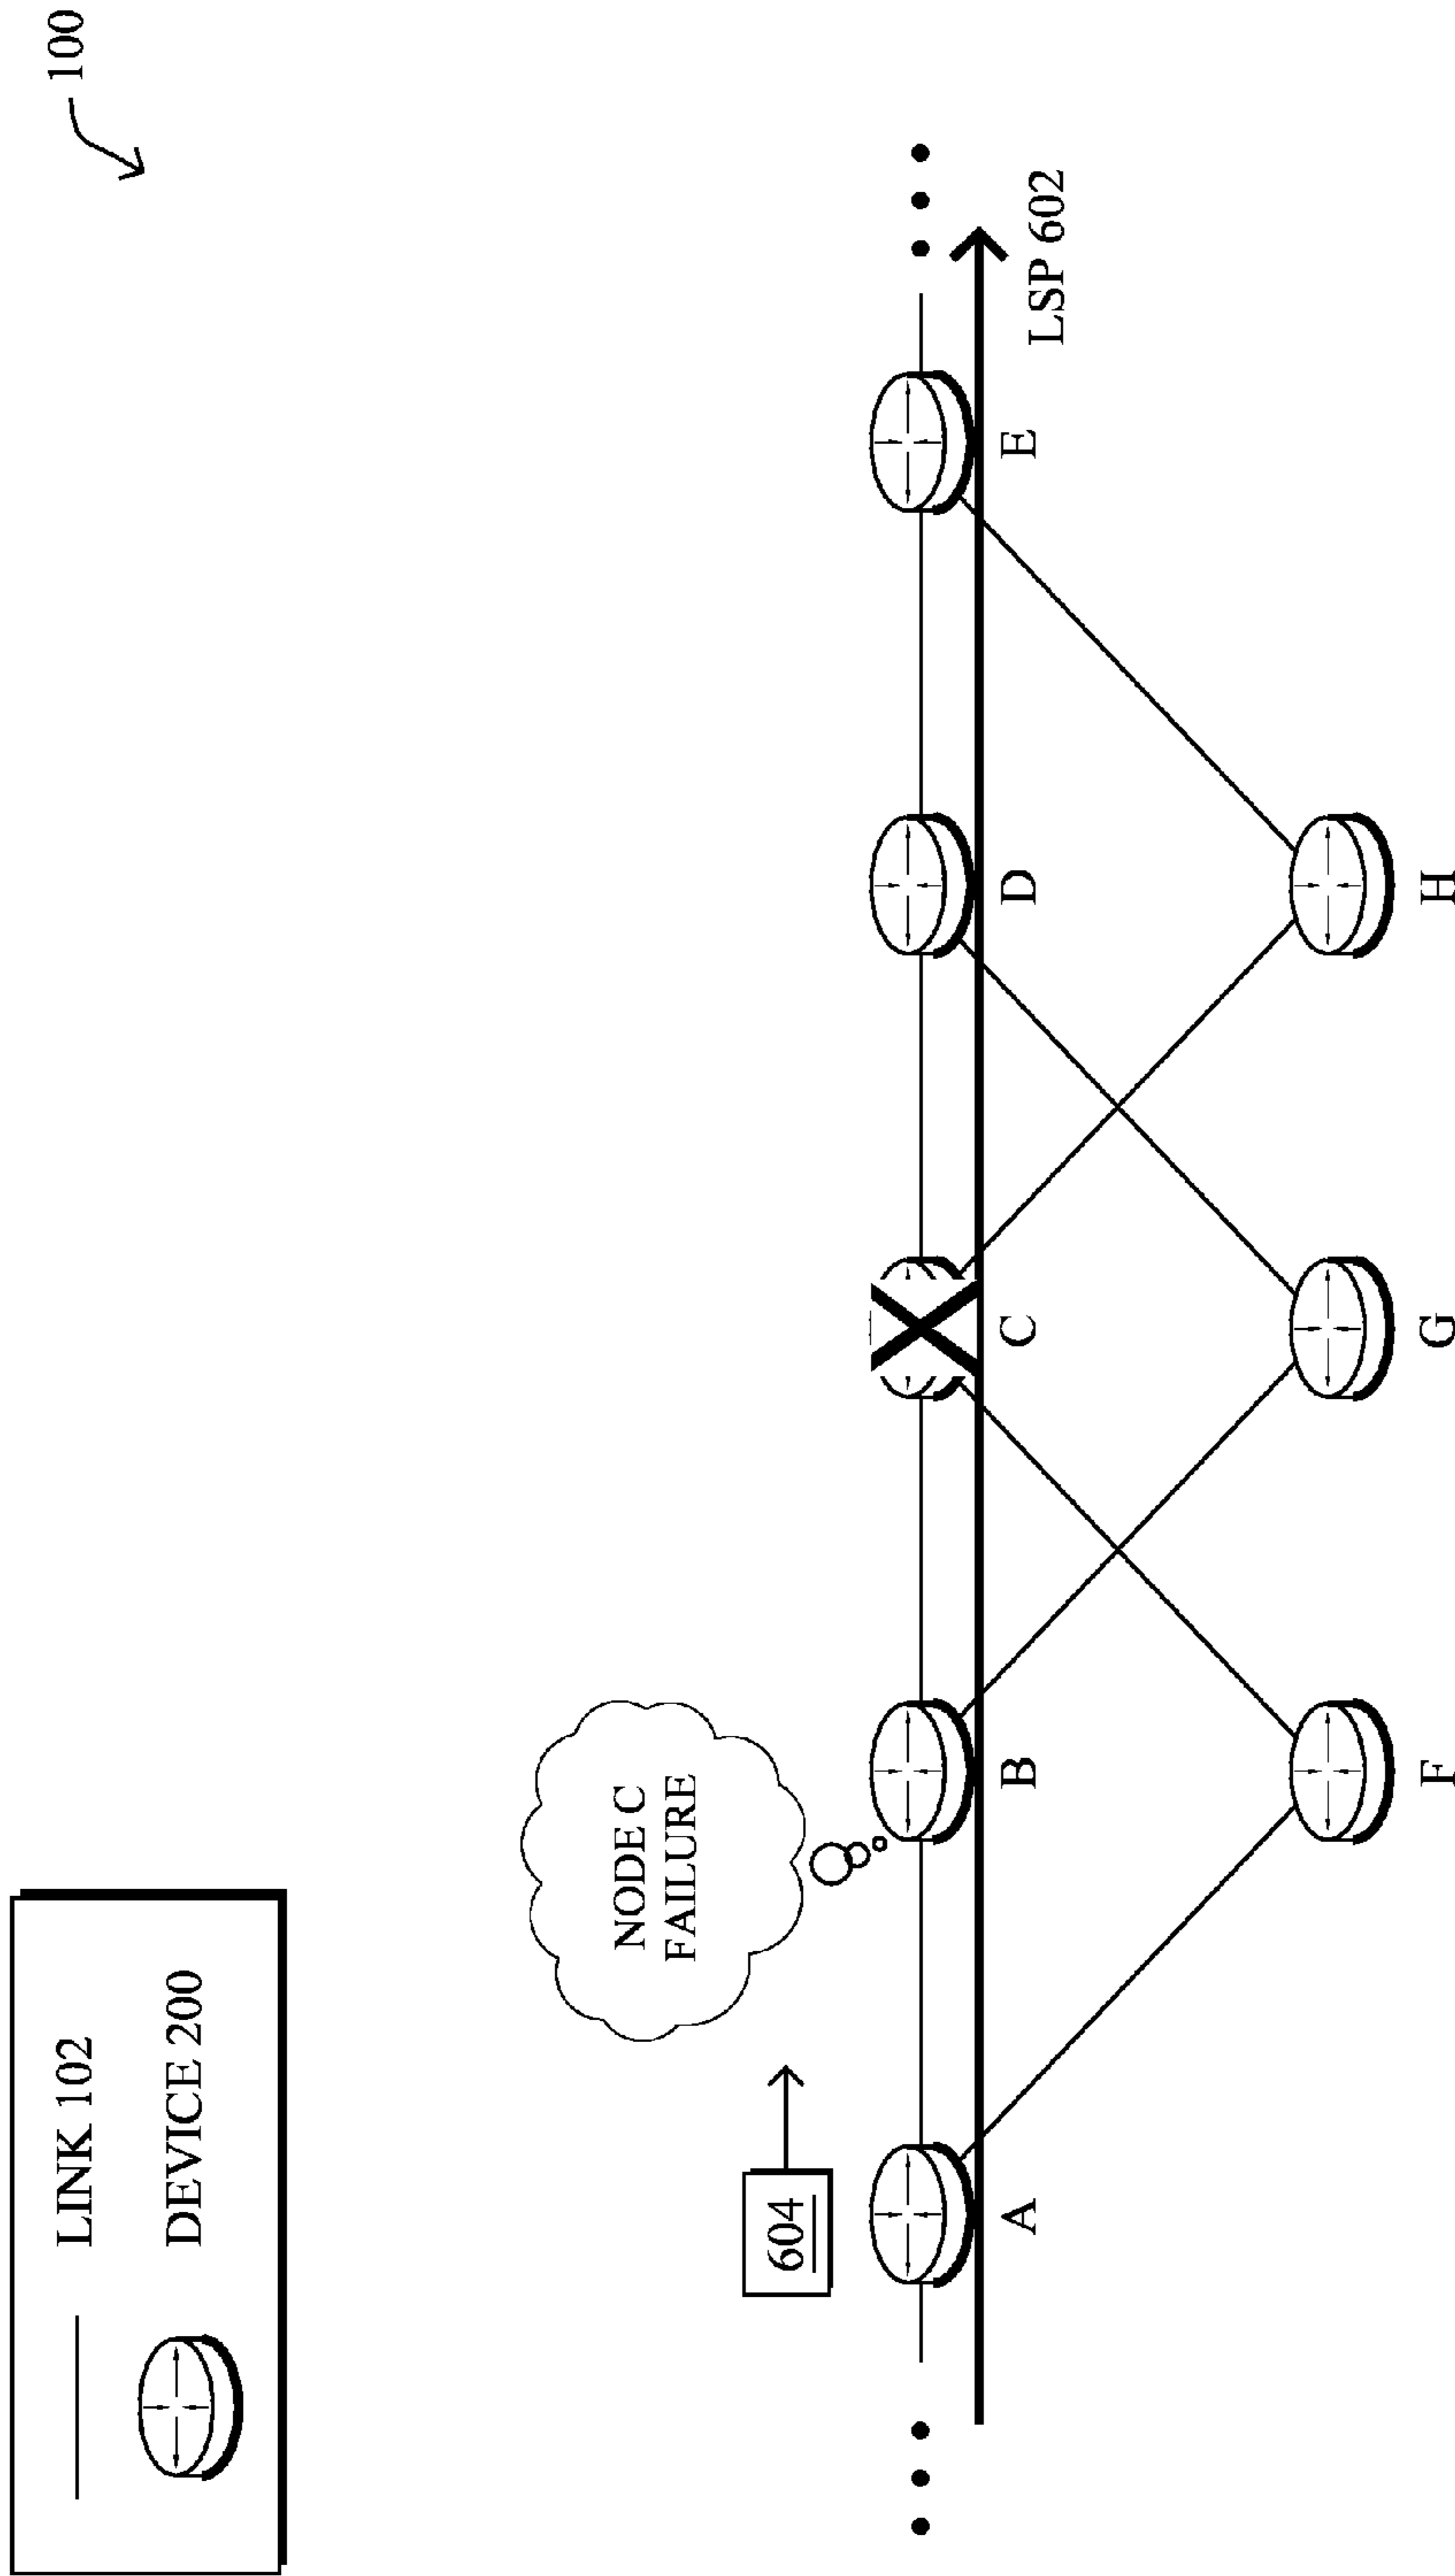 100
LINK 102
DEVICE 200
NODE C
FAILURE
604
A
B
C
D
E
LSP 602
F
G
H